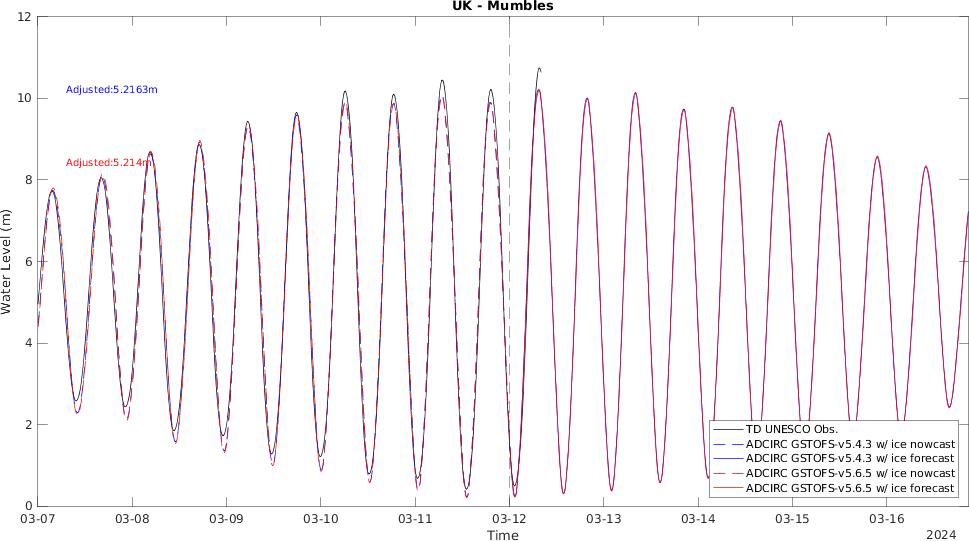 UK - Mumbles
12
10
8
6
4
2
0
Water Level (m)
Adjusted:5.2163m
Adjusted:5.214m
TD UNESCO Obs.
ADCIRC GSTOFS-v5.4.3 w/ ice nowcast
ADCIRC GSTOFS-v5.4.3 w/ ice forecast
ADCIRC GSTOFS-v5.6.5 w/ ice nowcast
ADCIRC GSTOFS-v5.6.5 w/ ice forecast
03-07 03-08 03-09 03-10 03-11 03-12 03-13 03-14 03-15 03-16
Time
2024